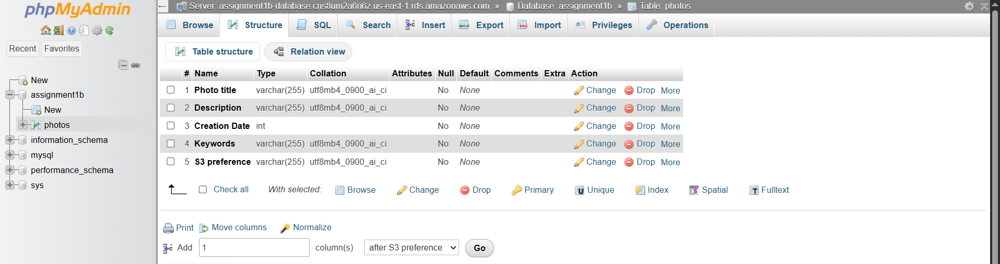 phpMyAdmin
Recent Favorites
New
assignment1b
New
photos
information_schema
mysql
performance_schema
sys
Server: assignment1b-database.cns8um2a6n6z.us-east-1.rds.amazonaws.com » Database: assignment1b » Table: photos
Browse Structure SQL Search Insert Export Import Privileges Operations
Table structure Relation view
# Name Type Collation Attributes Null Default Comments Extra Action
1 Photo title varchar(255) utf8mb4_0900_ai_ci No None Change Drop More
2 Description varchar(255) utf8mb4_0900_ai_ci No None Change Drop More
3 Creation Date int No None Change Drop More
4 Keywords varchar(255) utf8mb4_0900_ai_ci No None Change Drop More
5 S3 preference varchar(255) utf8mb4_0900_ai_ci No None Change Drop More
Check all With selected: Browse Change Drop Primary Unique Index Spatial Fulltext
Print Move columns Normalize
Add 1 column(s) after S3 preference Go